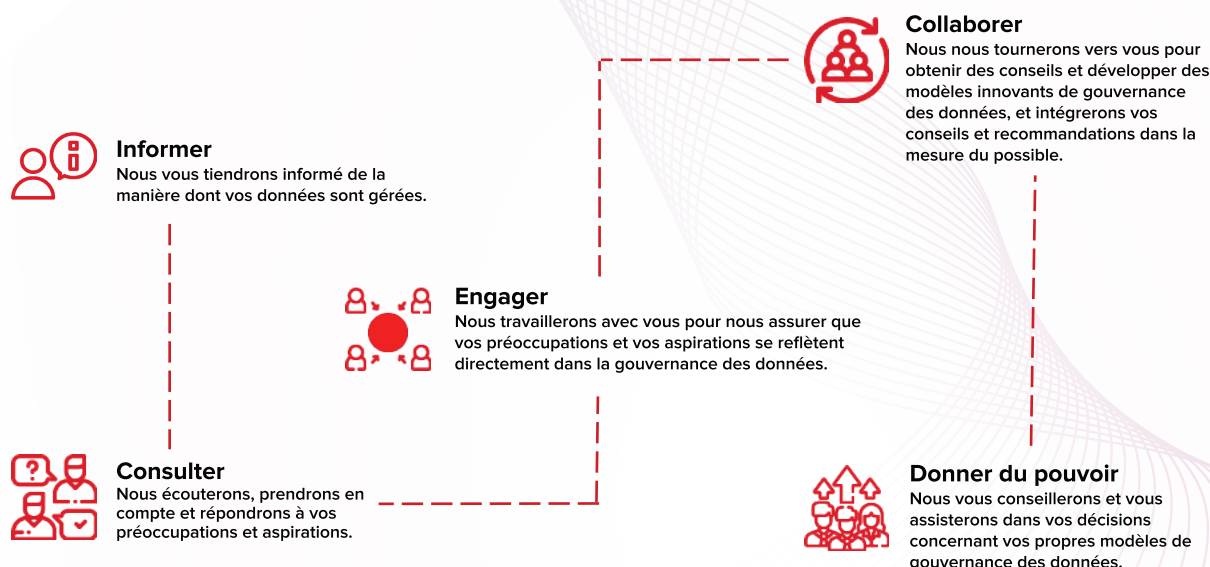 Informer
Nous vous tiendrons informé de la
manière dont vos données sont gérées.
Consulter
Nous écouterons, prendrons en
compte et répondrons à vos
préoccupations et aspirations.
Engager
Nous travaillerons avec vous pour nous assurer que
vos préoccupations et vos aspirations se reflètent
directement dans la gouvernance des données.
Collaborer
Nous nous tournerons vers vous pour
obtenir des conseils et développer des
modèles innovants de gouvernance
des données, et intégrerons vos
conseils et recommandations dans la
mesure du possible.
Donner du pouvoir
Nous vous conseillerons et vous
assisterons dans vos décisions
concernant vos propres modèles de
gouvernance des données.